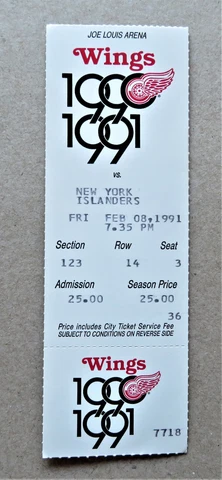 JOE LOUIS ARENA
Wings
1990
1991
vs.
NEW YORK
ISLANDERS
FRI FEB 08,1991
7.35 PM
Section Row Seat
123 14 3
Admission Season Price
25.00 25.00
36
Price includes City Ticket Service Fee
SUBJECT TO CONDITIONS ON REVERSE SIDE
Wings
1990
1991
7718